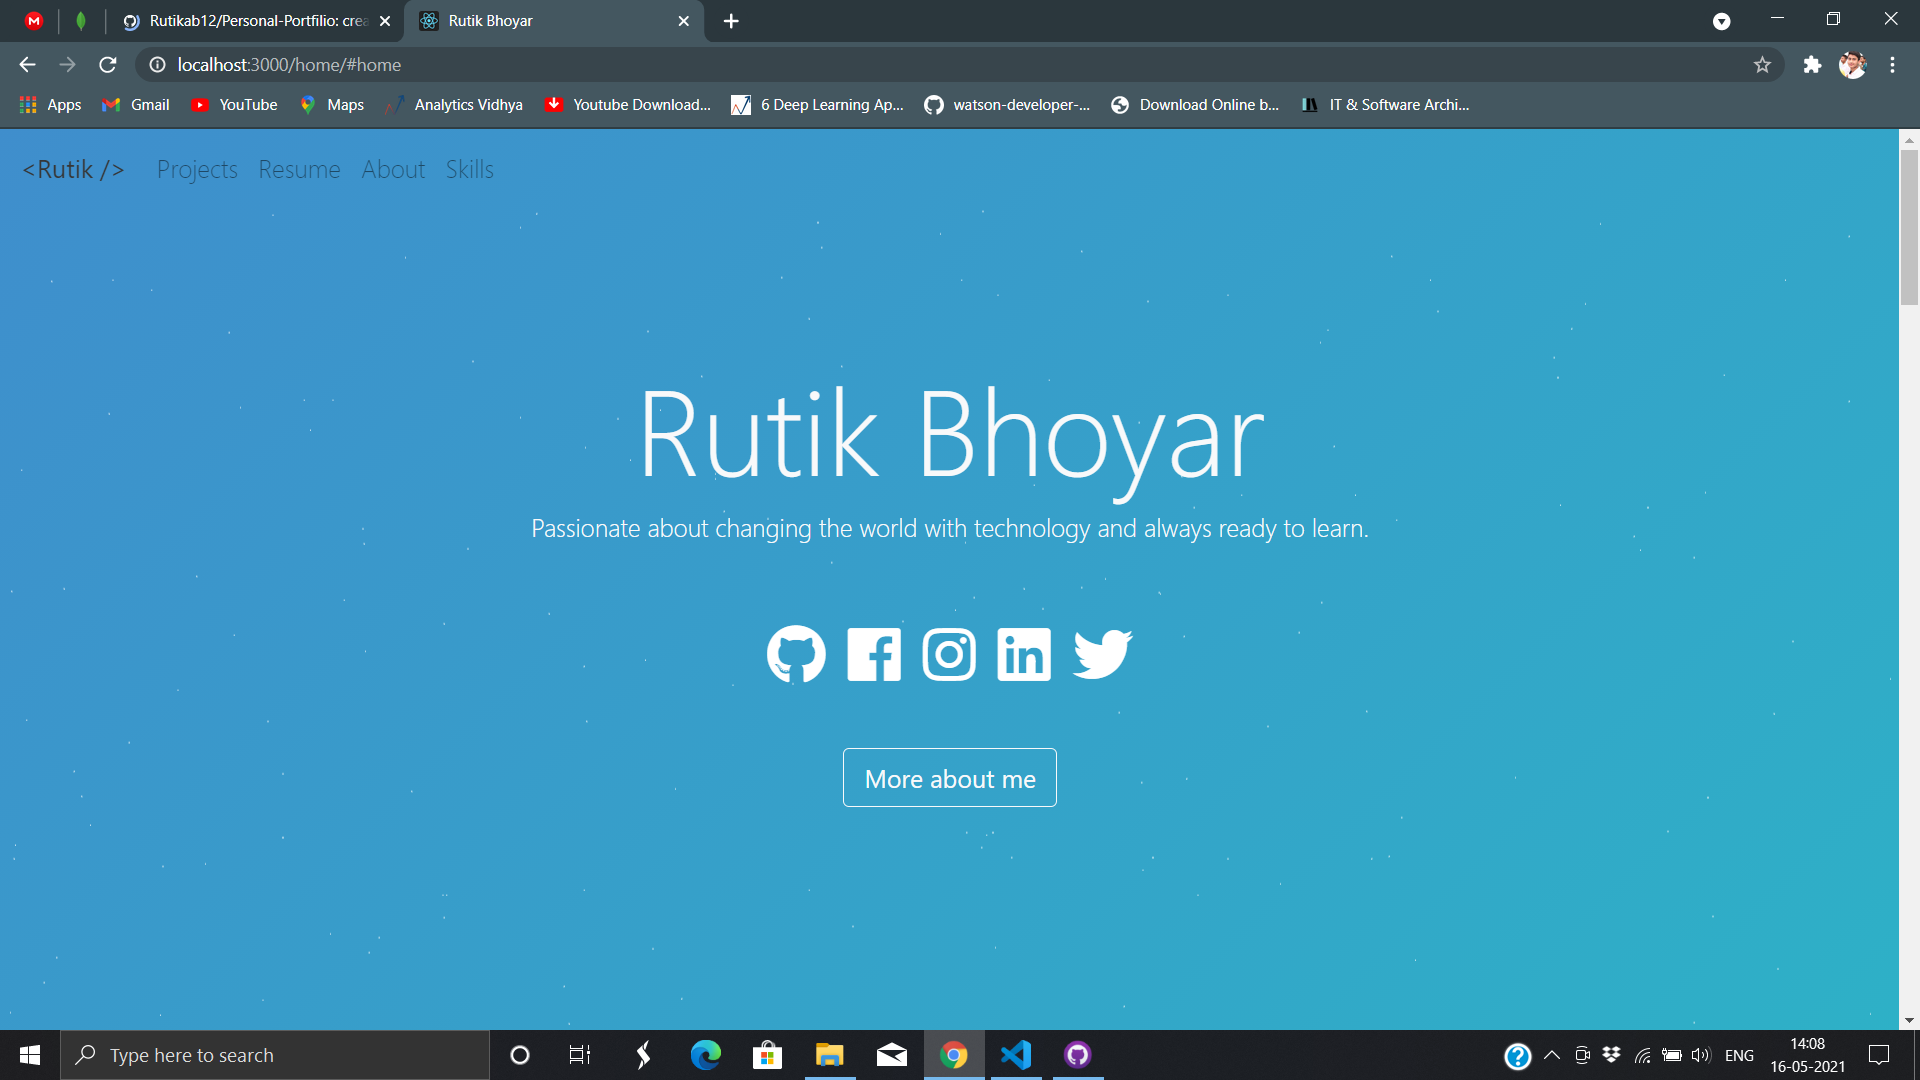 Rutikab12/Personal-Portfilio: crea
Rutik Bhoyar
localhost:3000/home/#home
Apps
Gmail
YouTube
Maps
Analytics Vidhya
Youtube Download...
6 Deep Learning Ap...
watson-developer-...
Download Online b...
IT & Software Archi...
<Rutik />
Projects
Resume
About
Skills
Rutik Bhoyar
Passionate about changing the world with technology and always ready to learn.
More about me
Type here to search
ENG
14:08
16-05-2021